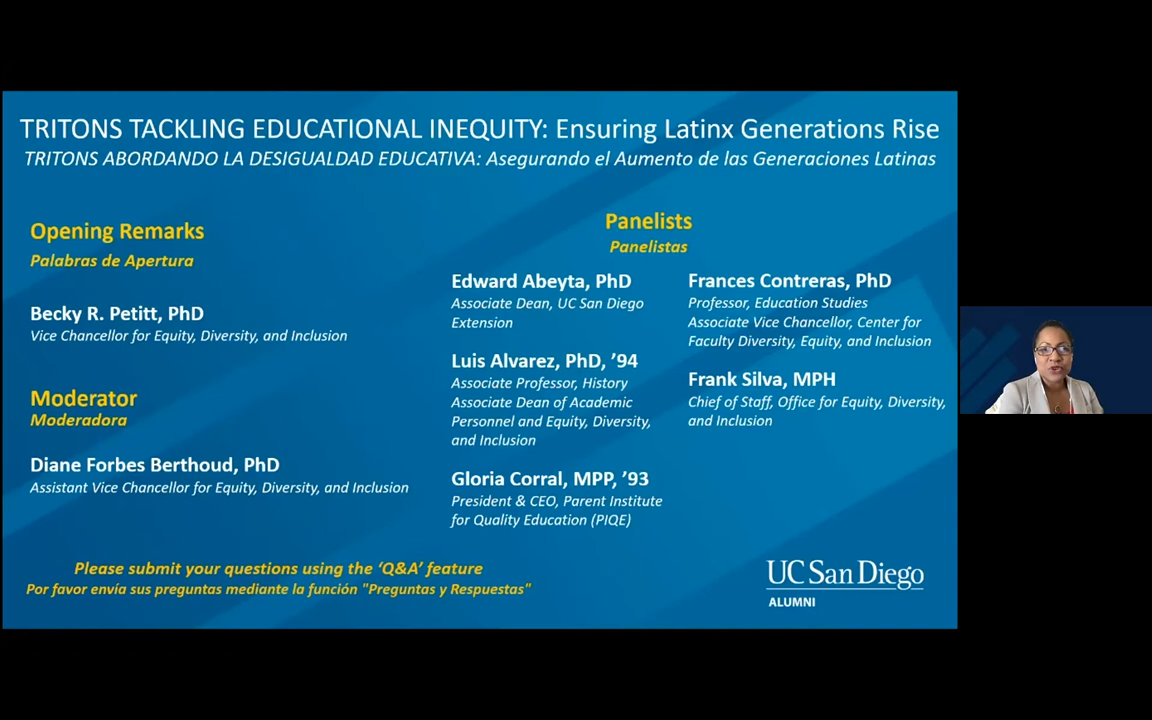 TRITONS TACKLING EDUCATIONAL INEQUITY: Ensuring Latinx Generations Rise
TRITONS ABORDANDO LA DESIGUALDAD EDUCATIVA: Asegurando el Aumento de las Generaciones Latinas
Opening Remarks
Palabras de Apertura
Becky R. Petitt, PhD
Vice Chancellor for Equity, Diversity, and Inclusion
Moderator
Moderadora
Diane Forbes Berthoud, PhD
Assistant Vice Chancellor for Equity, Diversity, and Inclusion
Panelists
Panelistas
Edward Abeyta, PhD
Associate Dean, UC San Diego
Extension
Luis Alvarez, PhD, ’94
Associate Professor, History
Associate Dean of Academic
Personnel and Equity, Diversity,
and Inclusion
Gloria Corral, MPP, ’93
President & CEO, Parent Institute
for Quality Education (PIQE)
Frances Contreras, PhD
Professor, Education Studies
Associate Vice Chancellor, Center for
Faculty Diversity, Equity, and Inclusion
Frank Silva, MPH
Chief of Staff, Office for Equity, Diversity,
and Inclusion
Please submit your questions using the ‘Q&A’ feature
Por favor envía sus preguntas mediante la función "Preguntas y Respuestas"
UC San Diego
ALUMNI